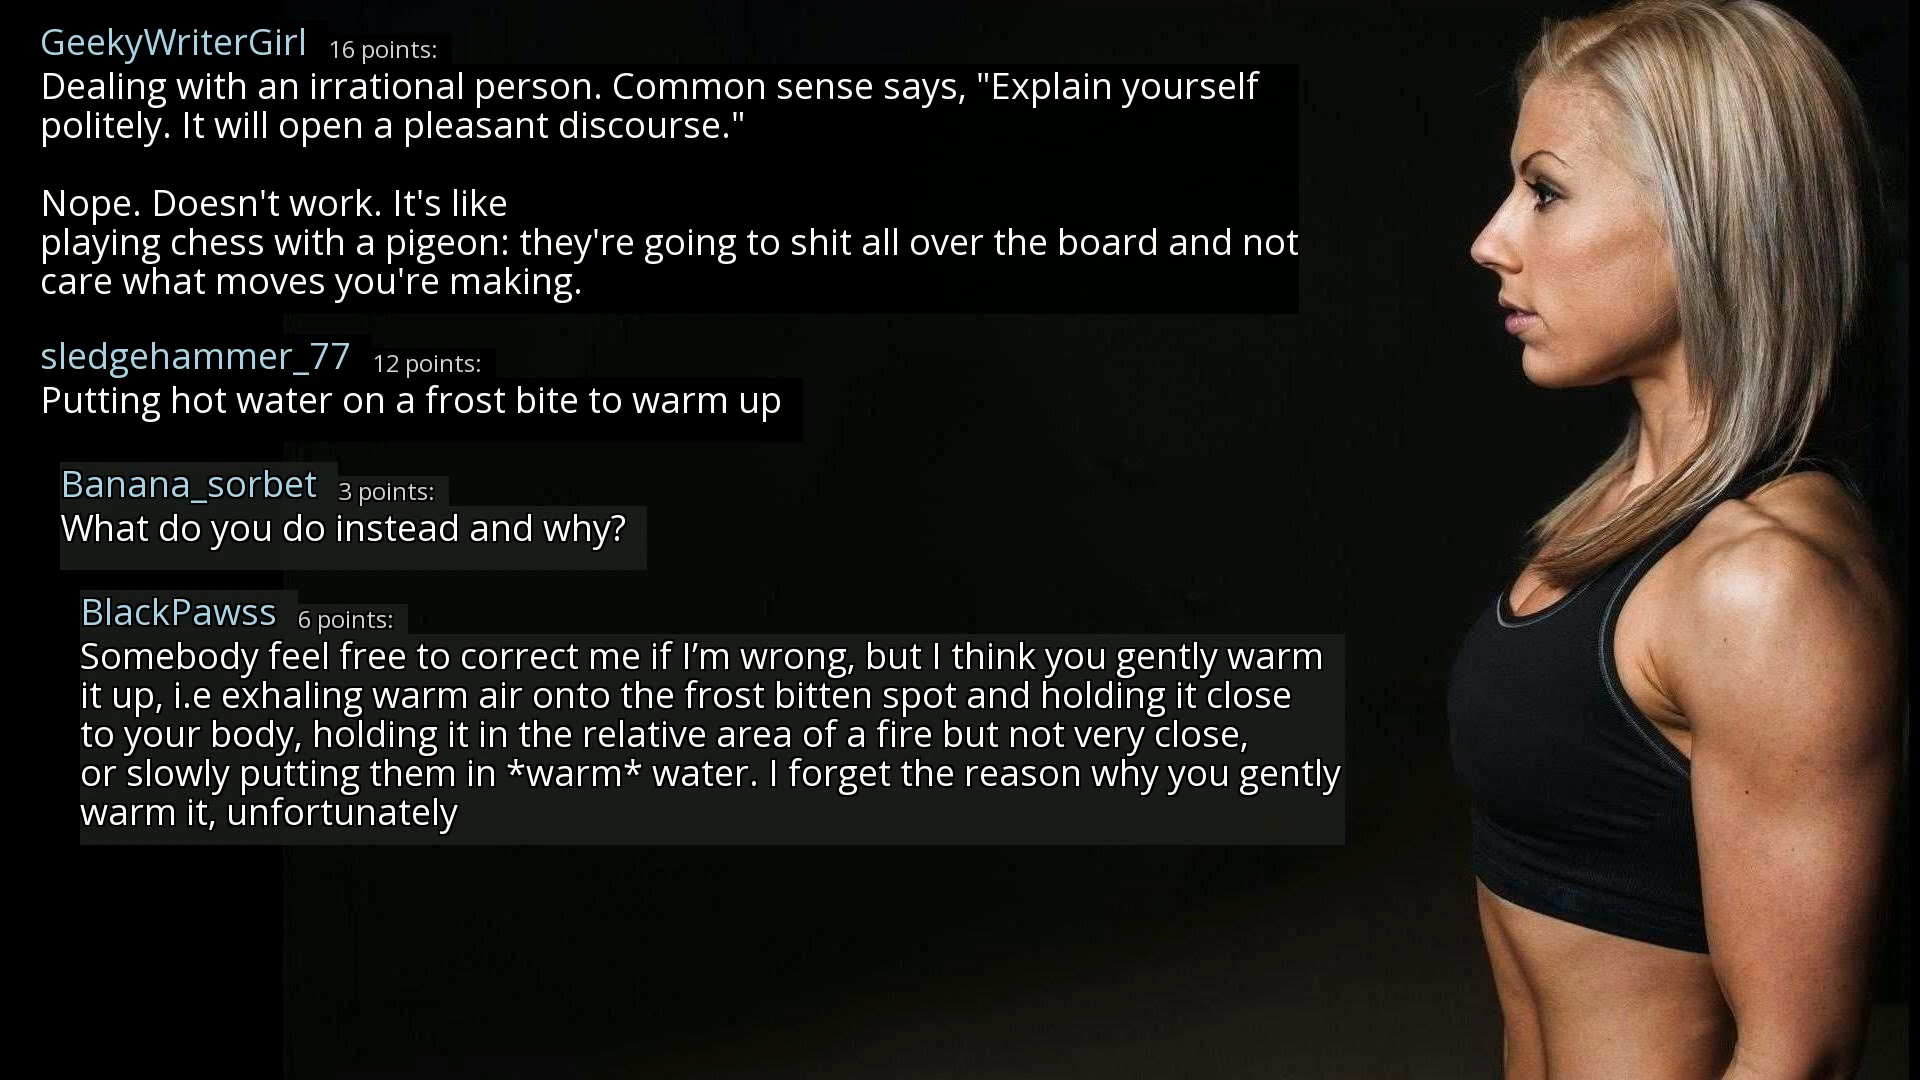 GeekyWriterGirl 16 points:
Dealing with an irrational person. Common sense says, "Explain yourself
politely. It will open a pleasant discourse."
Nope. Doesn't work. It's like
playing chess with a pigeon: they're going to shit all over the board and not
care what moves you're making.
sledgehammer_77 12 points:
Putting hot water on a frost bite to warm up
Banana_sorbet 3 points:
What do you do instead and why?
BlackPawss 6 points:
Somebody feel free to correct me if I’m wrong, but I think you gently warm
it up, i.e exhaling warm air onto the frost bitten spot and holding it close
to your body, holding it in the relative area of a fire but not very close,
or slowly putting them in *warm* water. I forget the reason why you gently
warm it, unfortunately